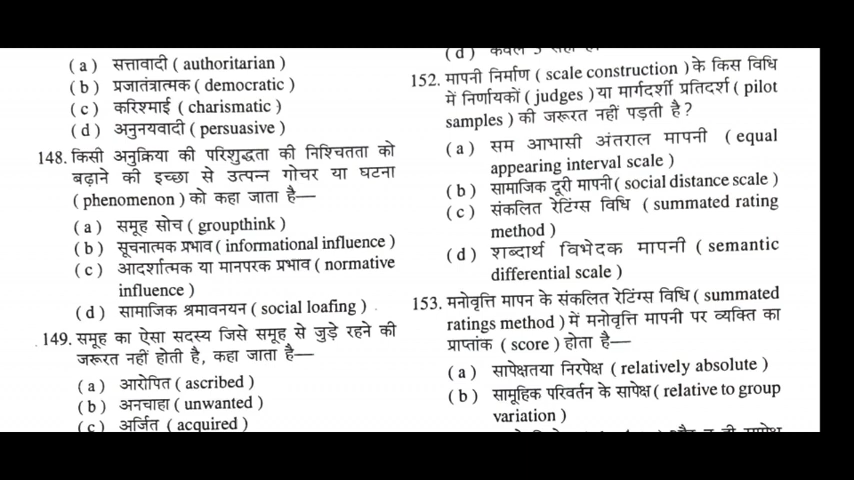 (a) सत्तावादी ( authoritarian )
(b) प्रजातंत्रात्मक ( democratic )
(c) करिश्माई ( charismatic )
(d) अनुनयवादी ( persuasive )
148. किसी अनुक्रिया की परिशुद्धता की निश्चितता को
बढ़ाने की इच्छा से उत्पन्न गोचर या घटना
( phenomenon ) को कहा जाता है—
(a) समूह सोच ( groupthink )
(b) सूचनात्मक प्रभाव ( informational influence )
(c) आदर्शात्मक या मानपरक प्रभाव ( normative
influence )
(d) सामाजिक श्रमावनयन ( social loafing )
149. समूह का ऐसा सदस्य जिसे समूह से जुड़े रहने की
जरूरत नहीं होती है, कहा जाता है—
(a) आरोपित ( ascribed )
(b) अनचाहा ( unwanted )
(c) अर्जित ( acquired )
(d) केवल 3 सही है।
152. मापनी निर्माण ( scale construction ) के किस विधि
में निर्णायकों ( judges ) या मार्गदर्शी प्रतिदर्श ( pilot
samples ) की जरूरत नहीं पड़ती है ?
(a) सम आभासी अंतराल मापनी ( equal
appearing interval scale )
(b) सामाजिक दूरी मापनी ( social distance scale )
(c) संकलित रेटिंग्स विधि ( summated rating
method )
(d) शब्दार्थ विभेदक मापनी ( semantic
differential scale )
153. मनोवृत्ति मापन के संकलित रेटिंग्स विधि ( summated
ratings method ) में मनोवृत्ति मापनी पर व्यक्ति का
प्राप्तांक ( score ) होता है—
(a) सापेक्षतया निरपेक्ष ( relatively absolute )
(b) सामूहिक परिवर्तन के सापेक्ष ( relative to group
variation )